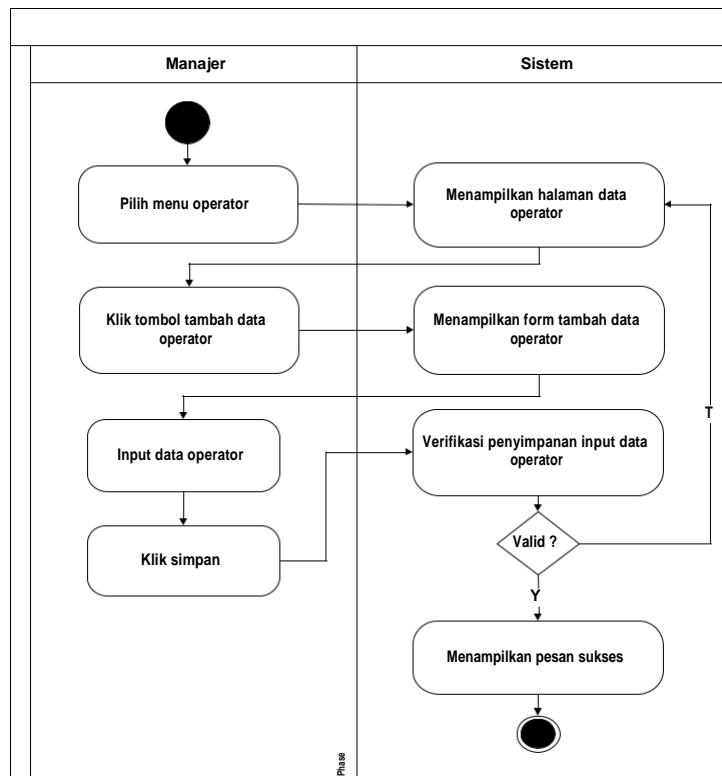 Manajer
Sistem
Pilih menu operator
Menampilkan halaman data
operator
Klik tombol tambah data
operator
Menampilkan form tambah data
operator
Input data operator
Verifikasi penyimpanan input data
operator
T
Klik simpan
Valid ?
Y
Menampilkan pesan sukses
Phase